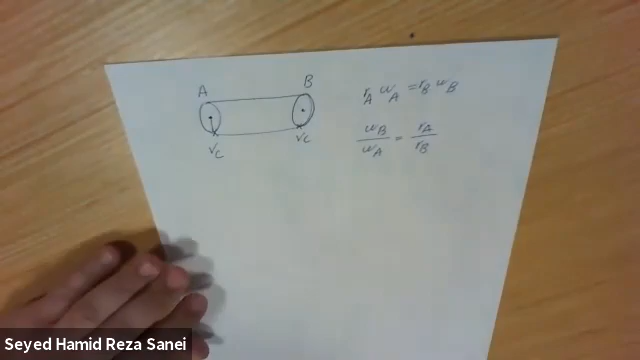 A B
r_A ω_A = r_B ω_B
v_C v_C
ω_B/ω_A = r_A/r_B
Seyed Hamid Reza Sanei